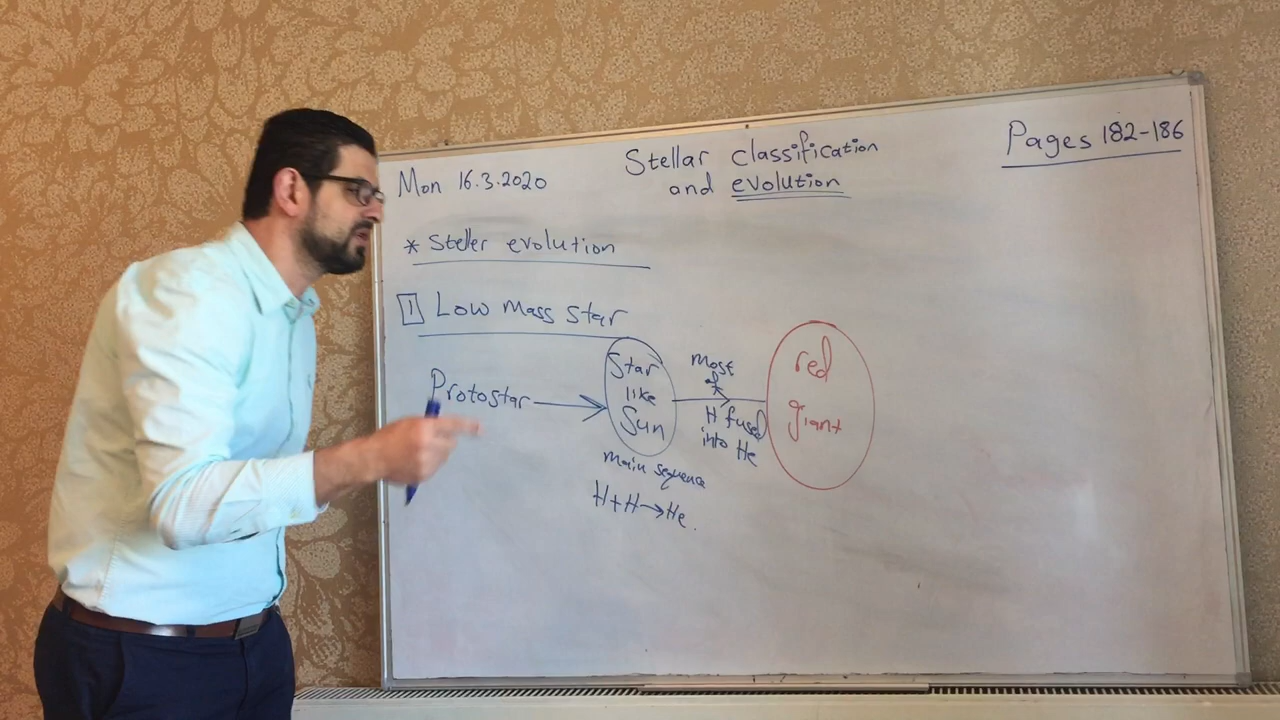 Mon 16.3.2020
Stellar classification
and evolution
Pages 182-186
* Steller evolution
1 Low Mass Star
Protostar
Star
like
Sun
main sequence
H+H→He.
most
of
H fused
into He
red
giant